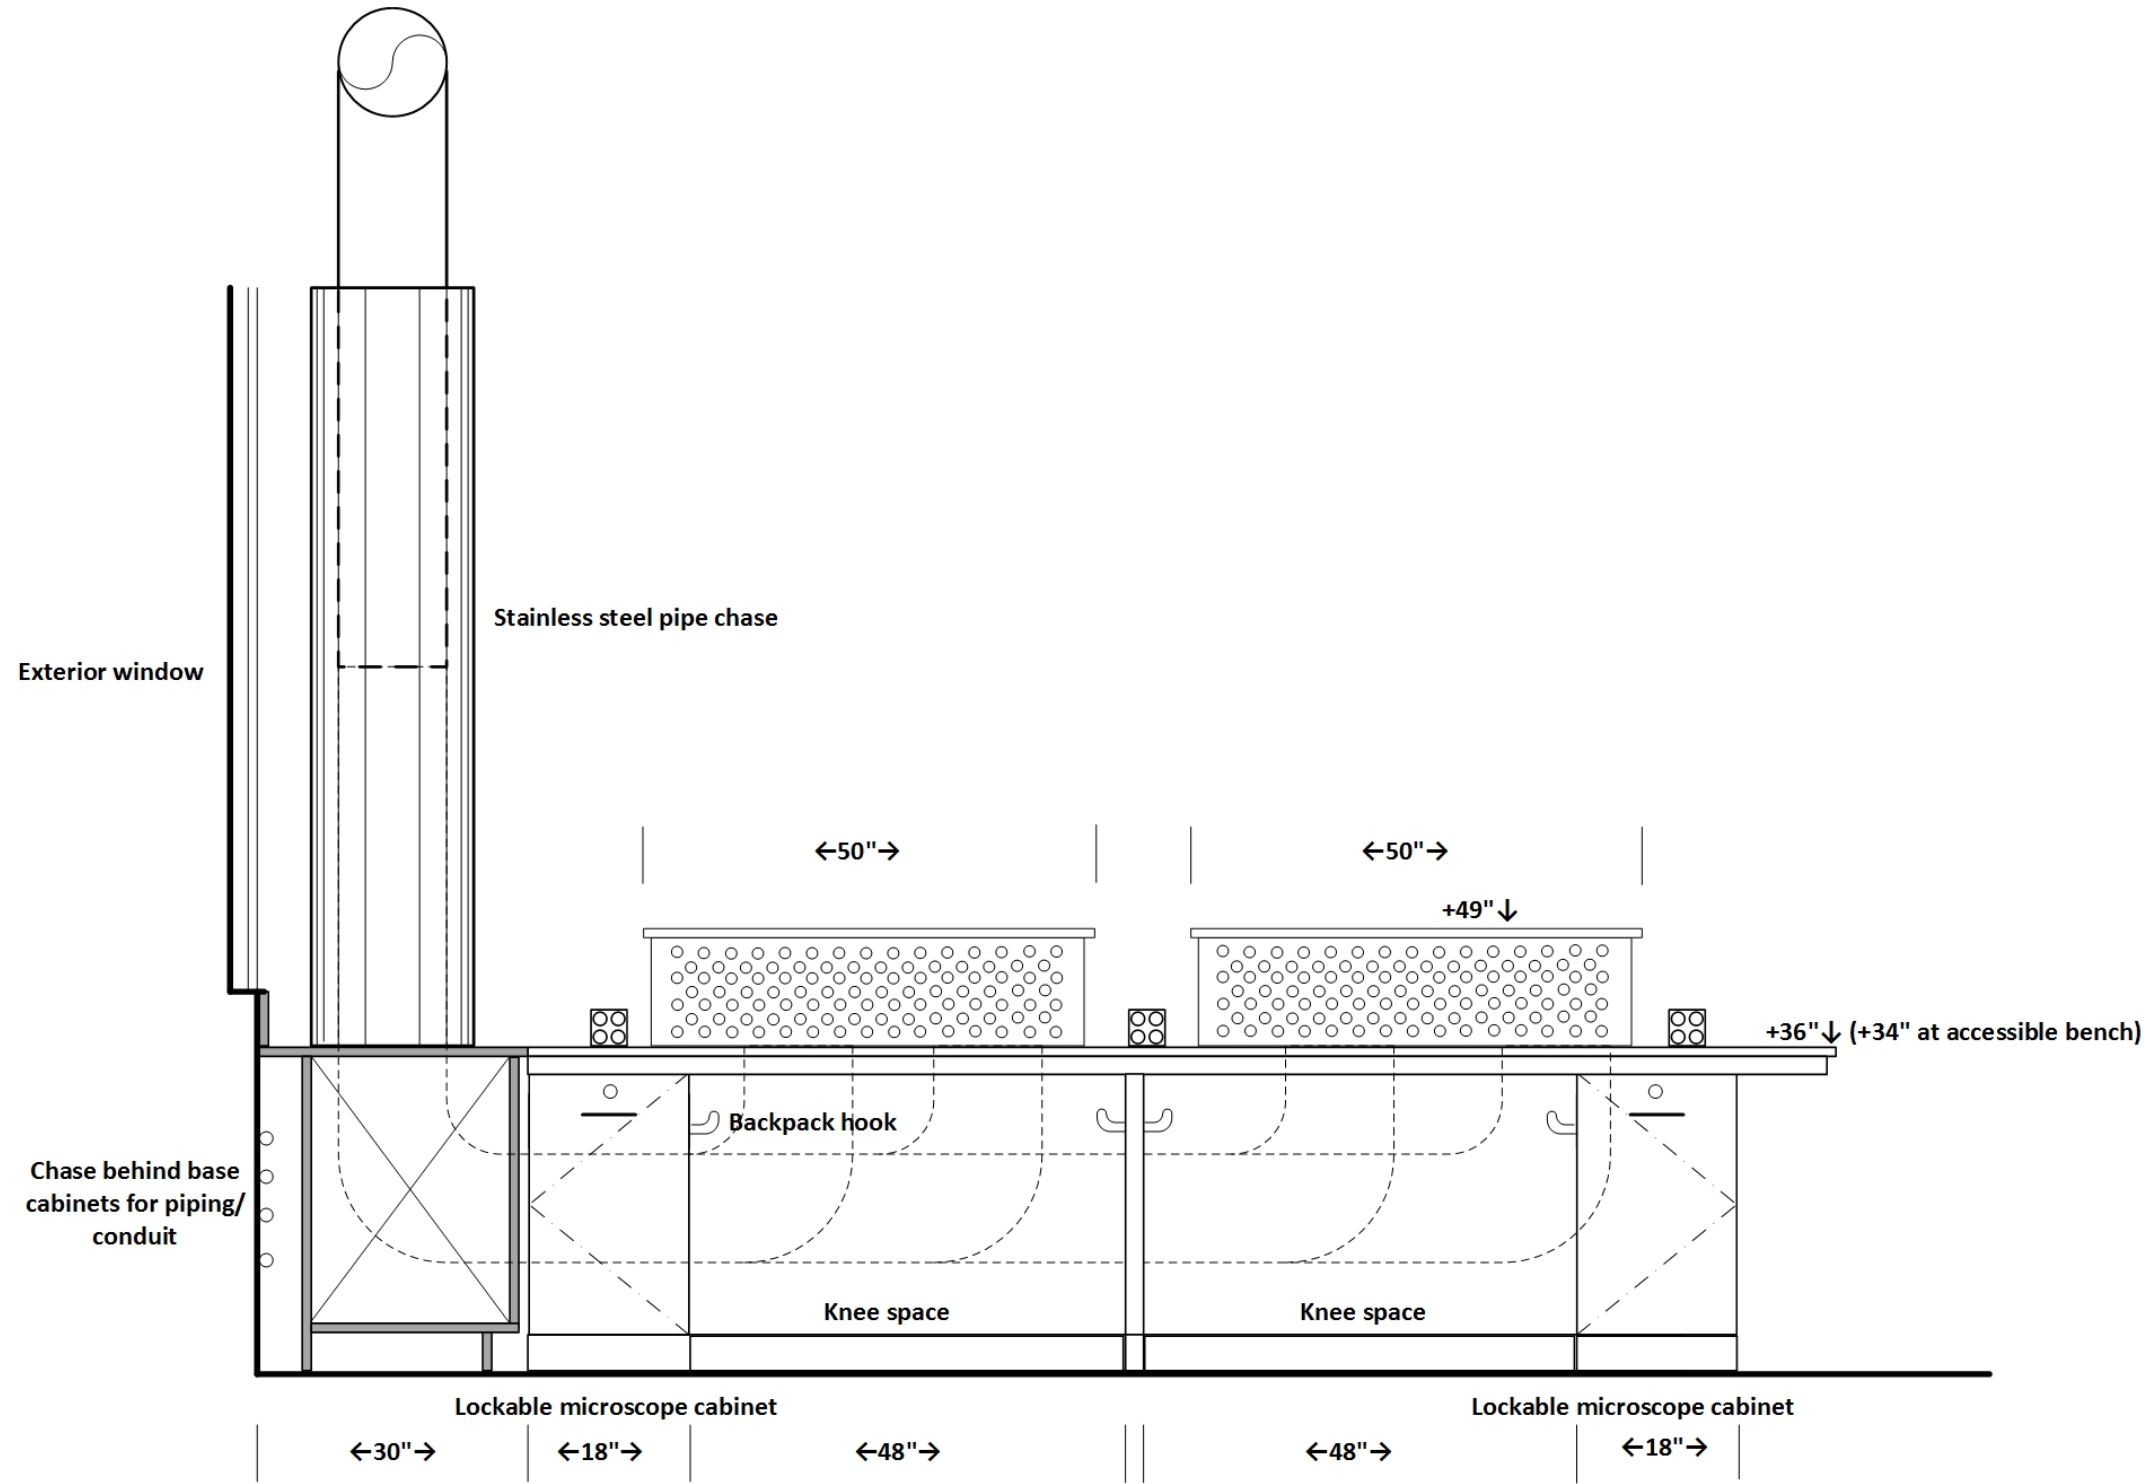 Stainless steel pipe chase
Exterior window
←50"→
←50"→
+49"↓
+36"↓ (+34" at accessible bench)
Backpack hook
Chase behind base
cabinets for piping/
conduit
Knee space
Knee space
Lockable microscope cabinet
Lockable microscope cabinet
←30"→
←18"→
←48"→
←48"→
←18"→